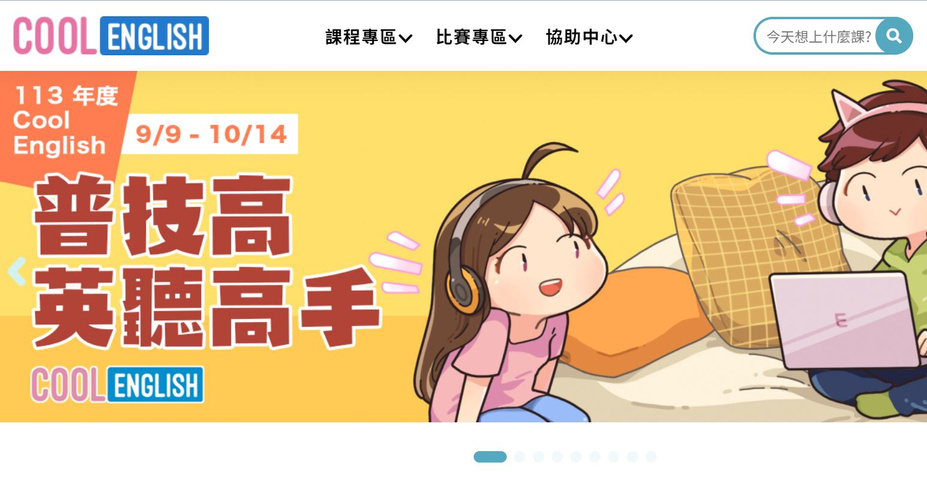 COOL ENGLISH
課程專區
比賽專區
協助中心
今天想上什麼課?
113 年度
Cool
English
9/9 - 10/14
普技高
英聽高手
COOL ENGLISH
E